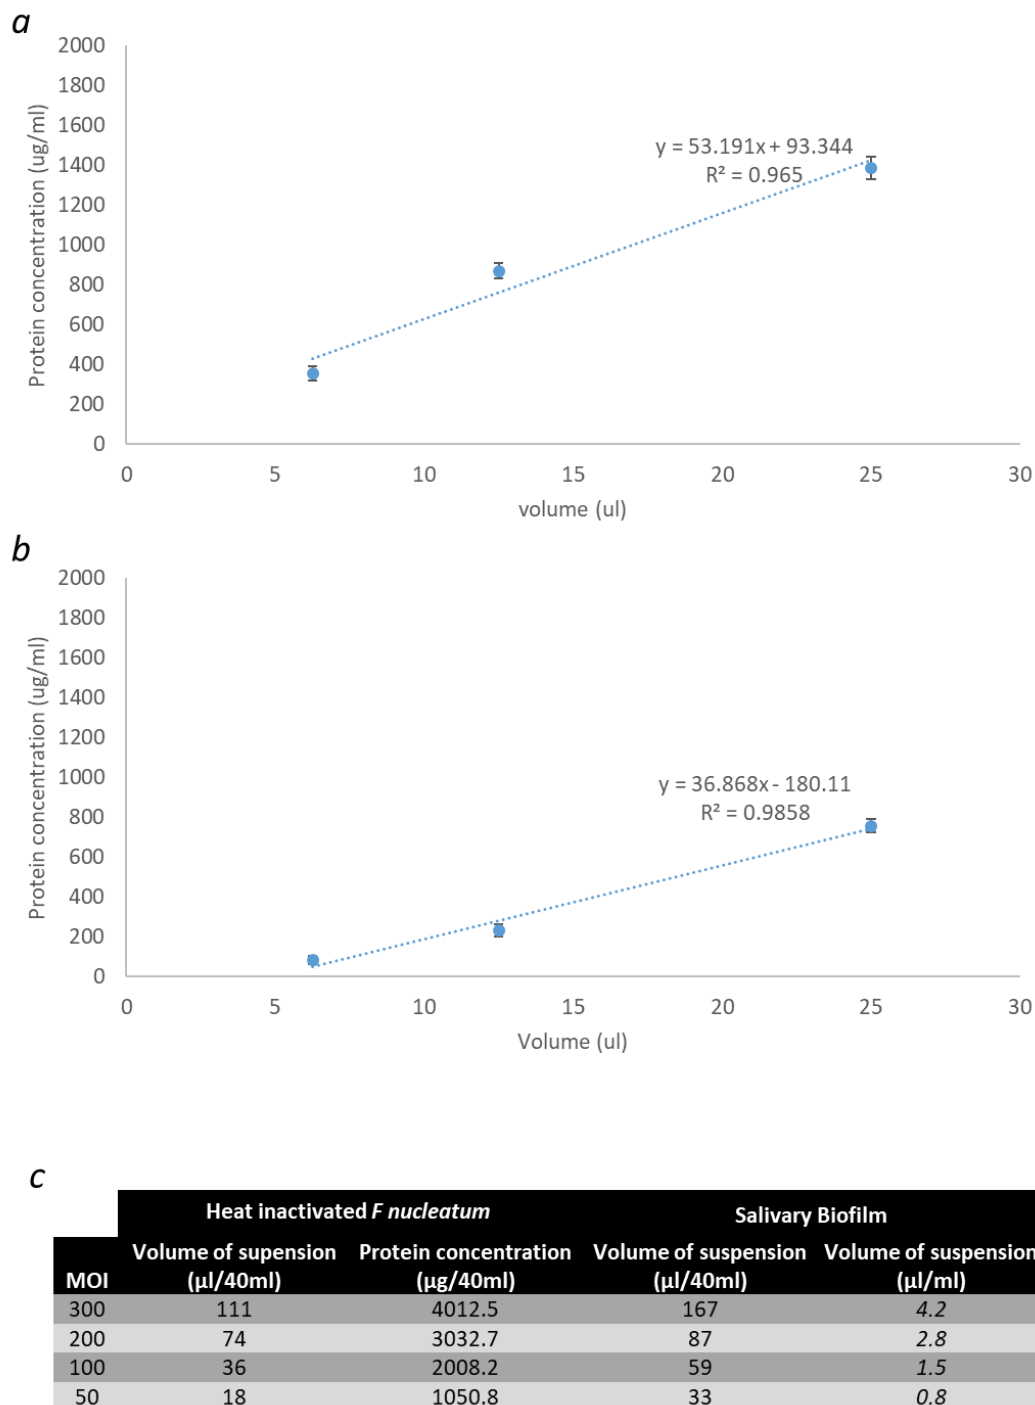 a
2000
1800
1600
1400
1200
1000
800
600
400
200
0
Protein concentration (ug/ml)
y = 53.191x + 93.344
R² = 0.965
0 5 10 15 20 25 30
volume (ul)
b
2000
1800
1600
1400
1200
1000
800
600
400
200
0
Protein concentration (ug/ml)
y = 36.868x - 180.11
R² = 0.9858
0 5 10 15 20 25 30
Volume (ul)
c
Heat inactivated F nucleatum Salivary Biofilm
Volume of supension Protein concentration Volume of suspension Volume of suspension
MOI (µl/40ml) (µg/40ml) (µl/40ml) (µl/ml)
300 111 4012.5 167 4.2
200 74 3032.7 87 2.8
100 36 2008.2 59 1.5
50 18 1050.8 33 0.8